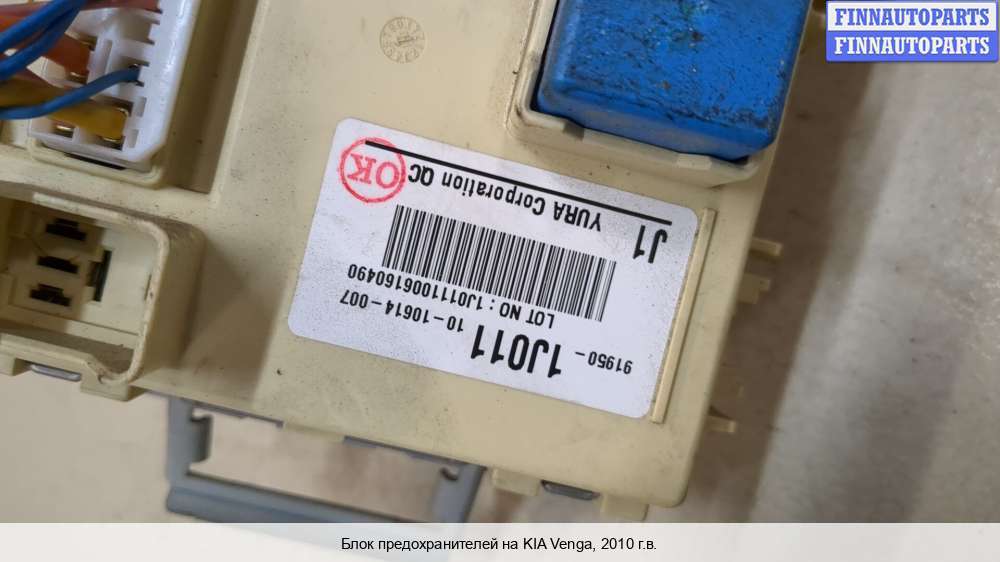 FINNAUTOPARTS
FINNAUTOPARTS
91950-
1J011
10-10614-007
LOT NO : 1J0111006160490
J1
YURA Corporation QC
OK
Блок предохранителей на KIA Venga, 2010 г.в.